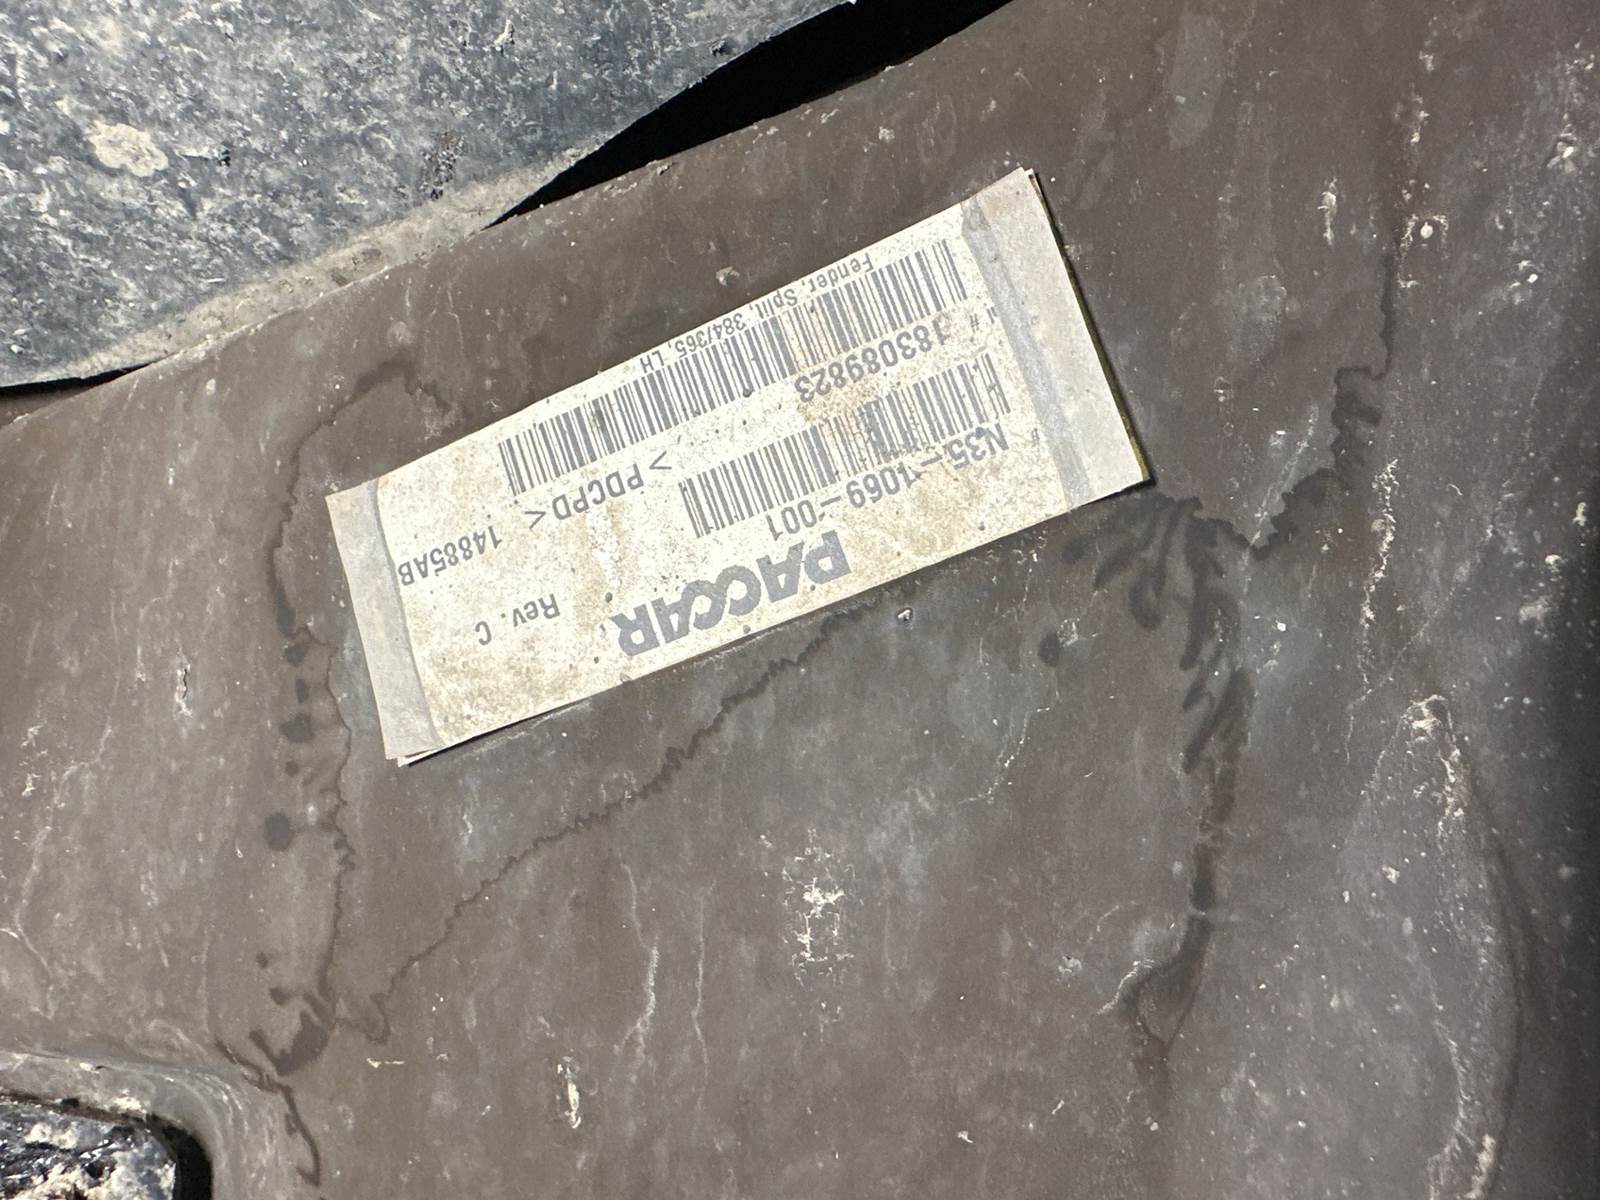 PACCAR
Rev. C
N35-1069-001
14885AB
# 183089823
> PDCPD <
Fender, Split, 384/365, LH